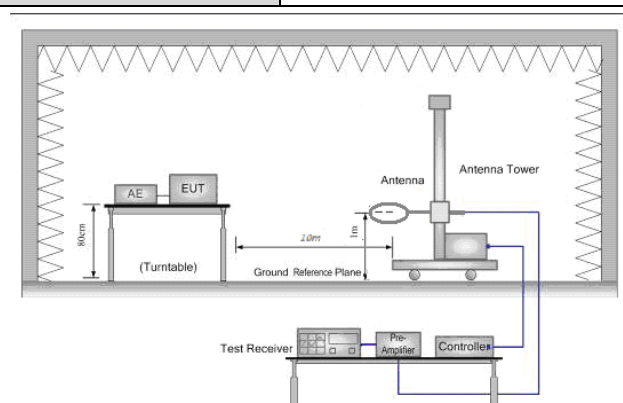 Antenna Tower
Antenna
AE
EUT
80cm
10m
1m
(Turntable)
Ground Reference Plane
Test Receiver
Pre-
Amplifier
Controller